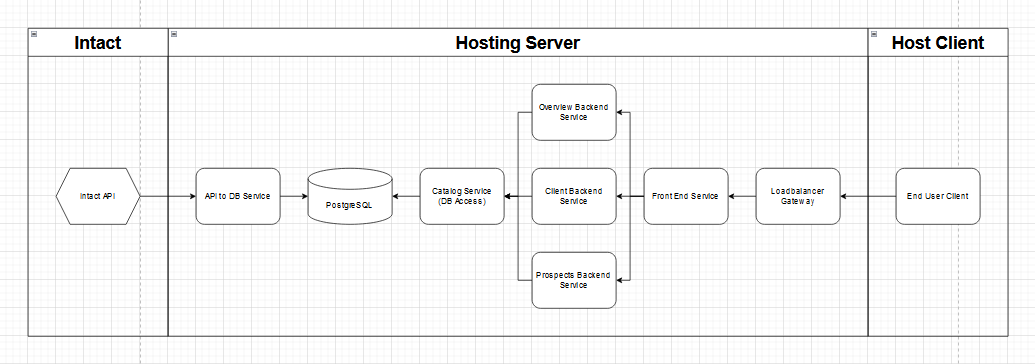 Intact
Hosting Server
Host Client
Overview Backend
Service
Intact API
API to DB Service
PostgreSQL
Catalog Service
(DB Access)
Client Backend
Service
Front End Service
Loadbalancer
Gateway
End User Client
Prospects Backend
Service